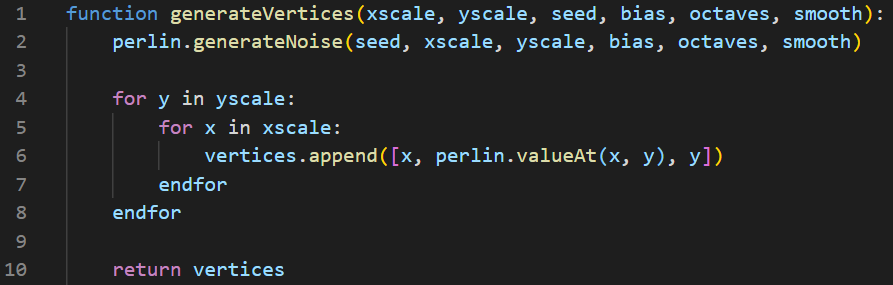 1 function generateVertices(xscale, yscale, seed, bias, octaves, smooth):
2     perlin.generateNoise(seed, xscale, yscale, bias, octaves, smooth)
3
4     for y in yscale:
5         for x in xscale:
6             vertices.append([x, perlin.valueAt(x, y), y])
7         endfor
8     endfor
9
10     return vertices